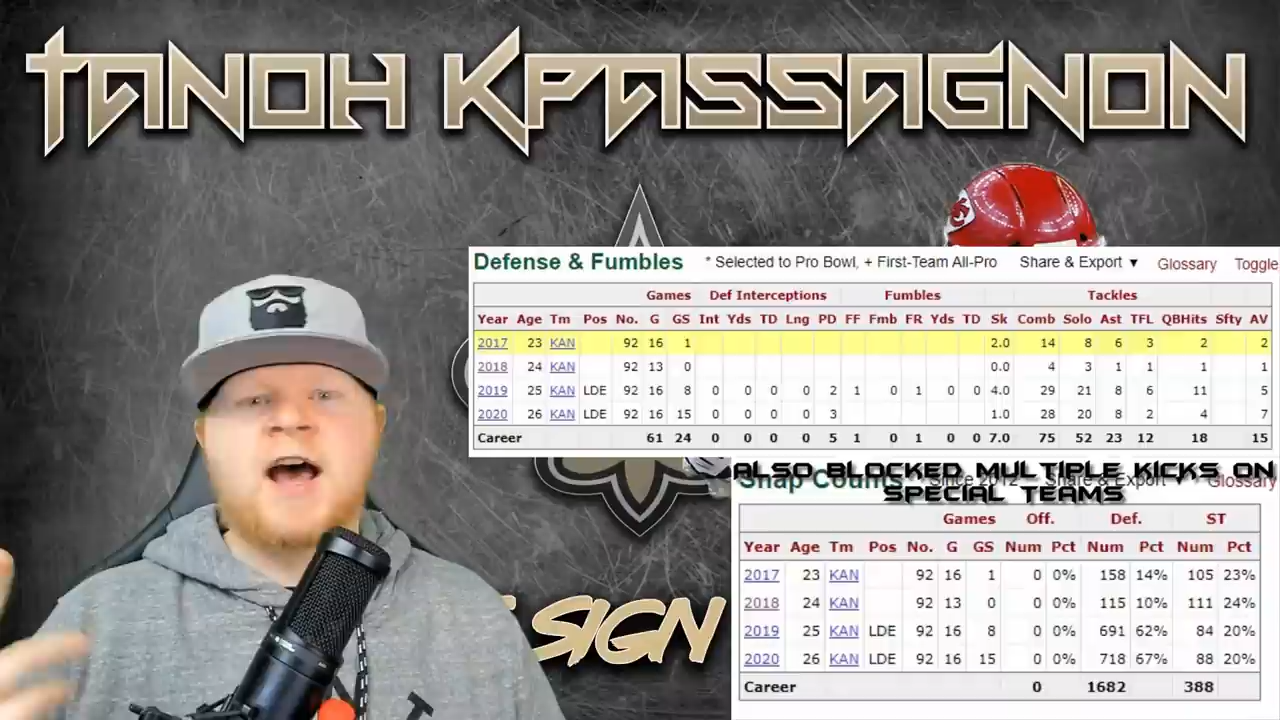 TANOH KPASSAGNON
Defense & Fumbles * Selected to Pro Bowl, + First-Team All-Pro Share & Export ▼ Glossary Toggle
Games Def Interceptions Fumbles Tackles
Year Age Tm Pos No. G GS Int Yds TD Lng PD FF Fmb FR Yds TD Sk Comb Solo Ast TFL QBHits Sfty AV
2017 23 KAN 92 16 1 2.0 14 8 6 3 2 2
2018 24 KAN 92 13 0 0.0 4 3 1 1 1 1
2019 25 KAN LDE 92 16 8 0 0 0 0 2 1 0 1 0 0 4.0 29 21 8 6 11 5
2020 26 KAN LDE 92 16 15 0 0 0 0 3 1.0 28 20 8 2 4 7
Career 61 24 0 0 0 0 5 1 0 1 0 0 7.0 75 52 23 12 18 15
ALSO BLOCKED MULTIPLE KICKS ON
SPECIAL TEAMS
Snap Counts * Since 2012 Share & Export ▼ Glossary
Games Off. Def. ST
Year Age Tm Pos No. G GS Num Pct Num Pct Num Pct
2017 23 KAN 92 16 1 0 0% 158 14% 105 23%
2018 24 KAN 92 13 0 0 0% 115 10% 111 24%
2019 25 KAN LDE 92 16 8 0 0% 691 62% 84 20%
2020 26 KAN LDE 92 16 15 0 0% 718 67% 88 20%
Career 0 1682 388
SIGN